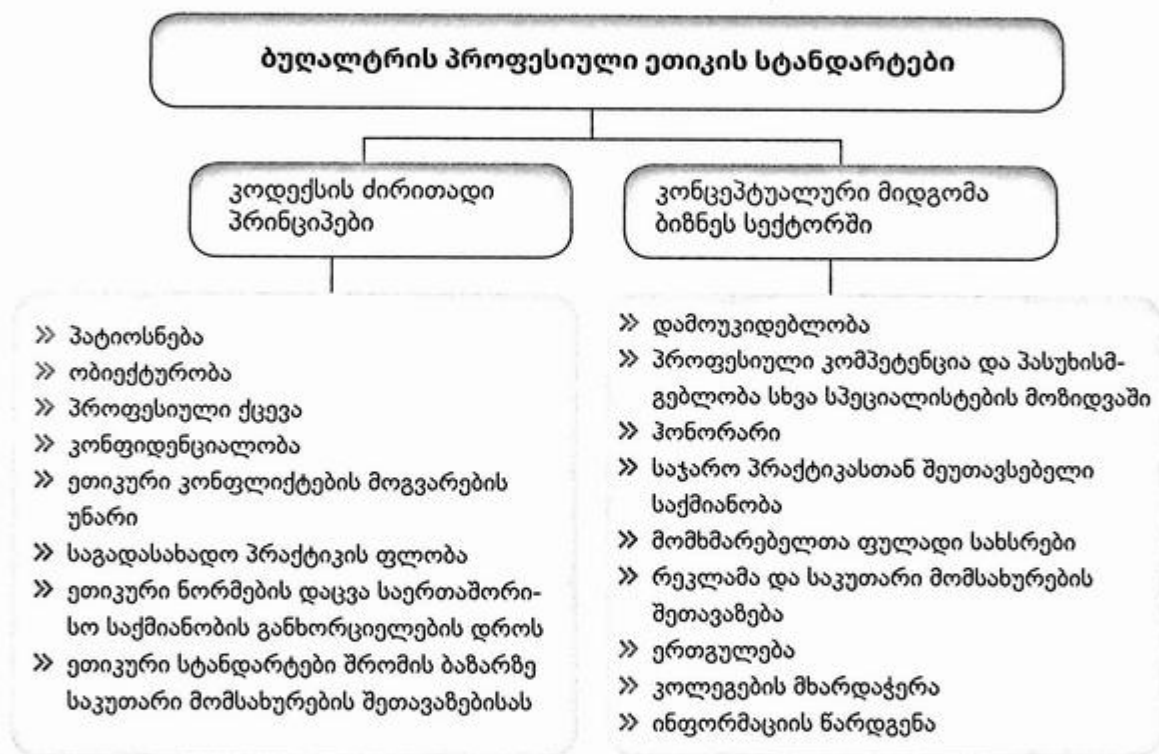 ბუღალტრის პროფესიული ეთიკის სტანდარტები
კოდექსის ძირითადი
პრინციპები
» პატიოსნება
» ობიექტურობა
» პროფესიული ქცევა
» კონფიდენციალობა
» ეთიკური კონფლიქტების მოგვარების
უნარი
» საგადასახადო პრაქტიკის ფლობა
» ეთიკური ნორმების დაცვა საერთაშორი-
სო საქმიანობის განხორციელების დროს
» ეთიკური სტანდარტები შრომის ბაზარზე
საკუთარი მომსახურების შეთავაზებისას
კონცეპტუალური მიდგომა
ბიზნეს სექტორში
» დამოუკიდებლობა
» პროფესიული კომპეტენცია და პასუხისმ-
გებლობა სხვა სპეციალისტების მოზიდვაში
» ჰონორარი
» საჯარო პრაქტიკასთან შეუთავსებელი
საქმიანობა
» მომხმარებელთა ფულადი სახსრები
» რეკლამა და საკუთარი მომსახურების
შეთავაზება
» ერთგულება
» კოლეგების მხარდაჭერა
» ინფორმაციის წარდგენა